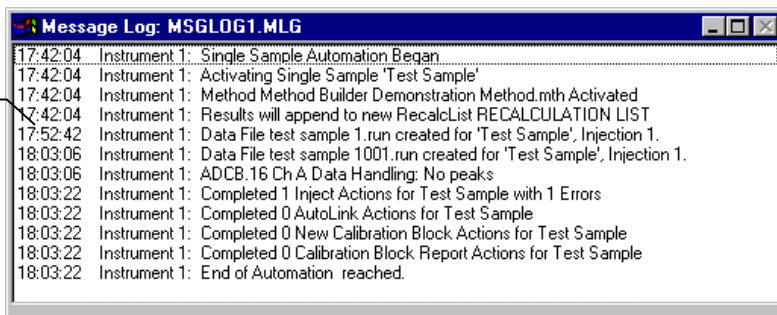 Message Log: MSGLOG1.MLG
17:42:04 Instrument 1: Single Sample Automation Began
17:42:04 Instrument 1: Activating Single Sample 'Test Sample'
17:42:04 Instrument 1: Method Method Builder Demonstration Method.mth Activated
17:42:04 Instrument 1: Results will append to new RecalcList RECALCULATION LIST
17:52:42 Instrument 1: Data File test sample 1.run created for 'Test Sample', Injection 1.
18:03:06 Instrument 1: Data File test sample 1001.run created for 'Test Sample', Injection 1.
18:03:06 Instrument 1: ADCB.16 Ch A Data Handling: No peaks
18:03:22 Instrument 1: Completed 1 Inject Actions for Test Sample with 1 Errors
18:03:22 Instrument 1: Completed 0 AutoLink Actions for Test Sample
18:03:22 Instrument 1: Completed 0 New Calibration Block Actions for Test Sample
18:03:22 Instrument 1: Completed 0 Calibration Block Report Actions for Test Sample
18:03:22 Instrument 1: End of Automation reached.